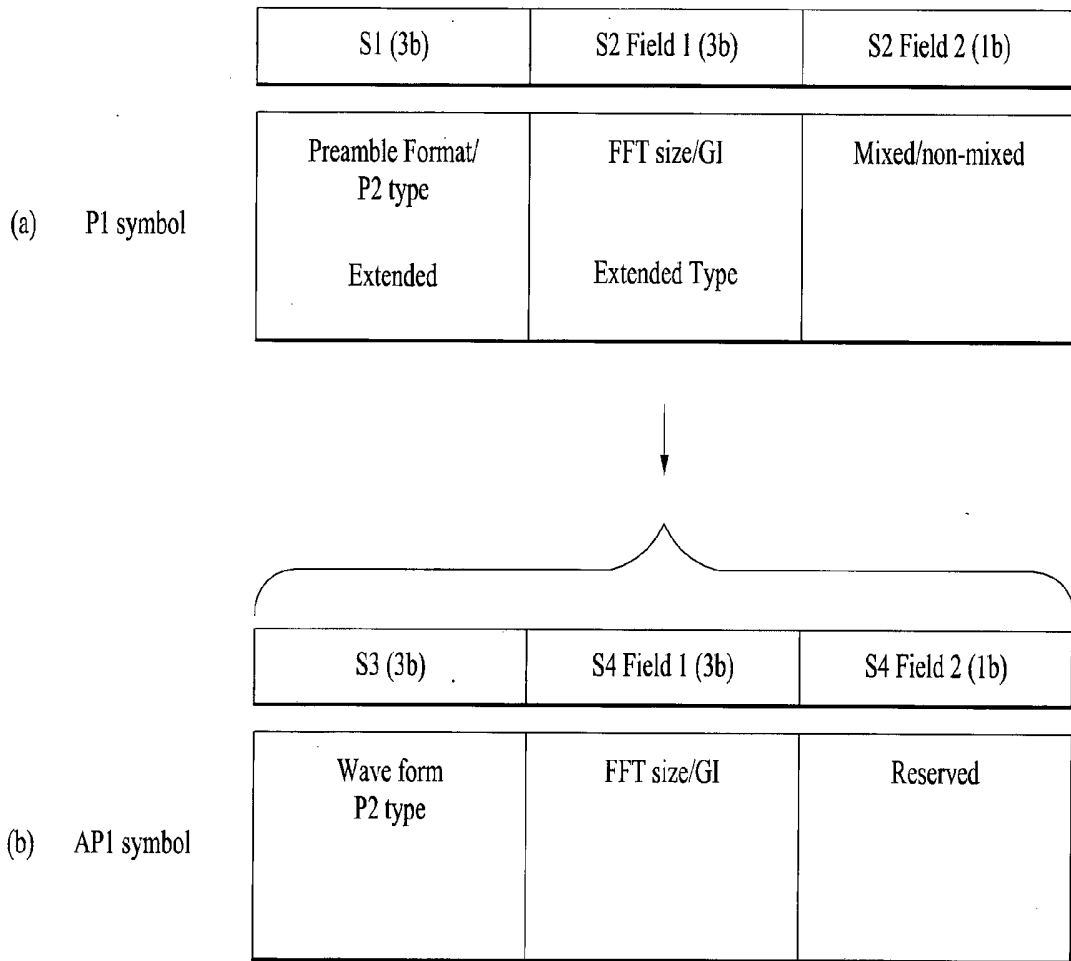 S1 (3b) S2 Field 1 (3b) S2 Field 2 (1b)
Preamble Format/ FFT size/GI Mixed/non-mixed
P2 type
(a) P1 symbol
Extended Extended Type
S3 (3b) S4 Field 1 (3b) S4 Field 2 (1b)
Wave form FFT size/GI Reserved
P2 type
(b) AP1 symbol